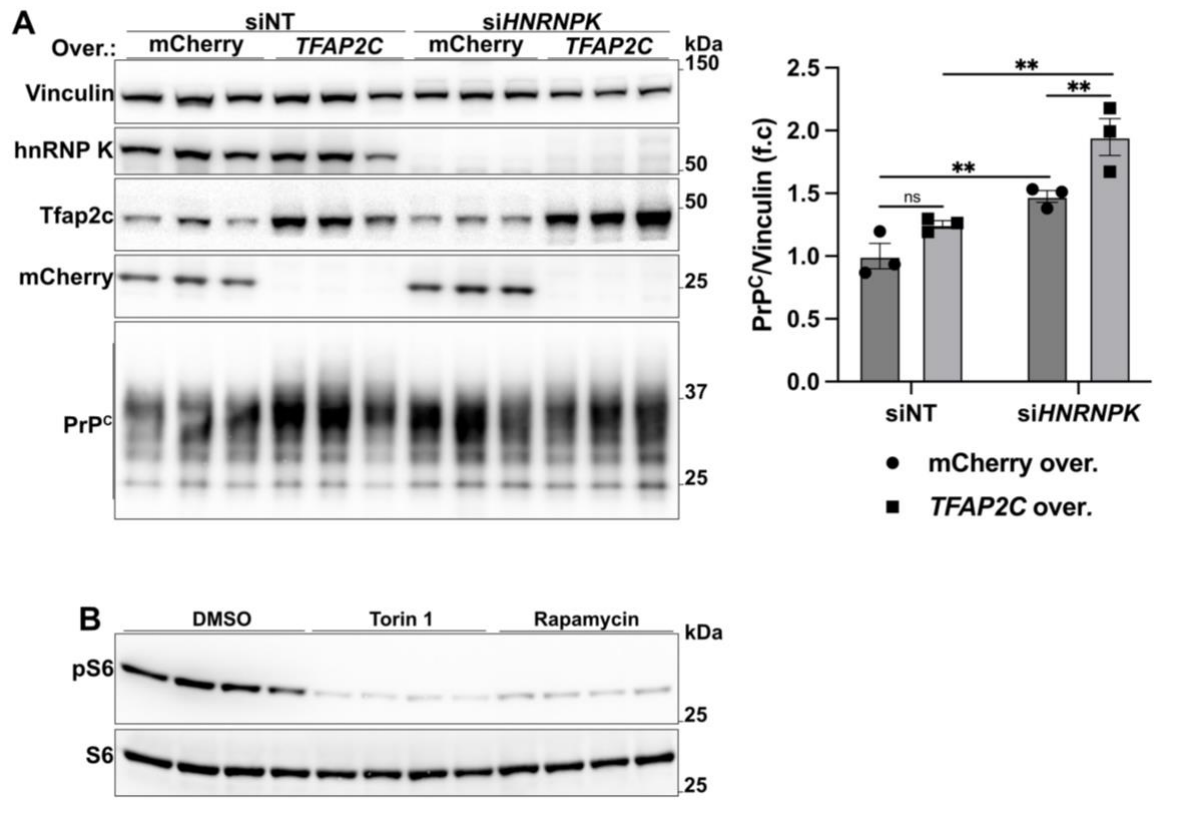 A
siNT siHNRNPK
Over.: mCherry TFAP2C mCherry TFAP2C kDa
150
Vinculin
hnRNP K
50
Tfap2c
50
mCherry
25
PrPC
37
25
PrPC/Vinculin (f.c)
2.5
2.0
1.5
1.0
0.5
0.0
**
**
**
ns
siNT siHNRNPK
mCherry over.
TFAP2C over.
B
DMSO Torin 1 Rapamycin kDa
pS6
25
S6
25